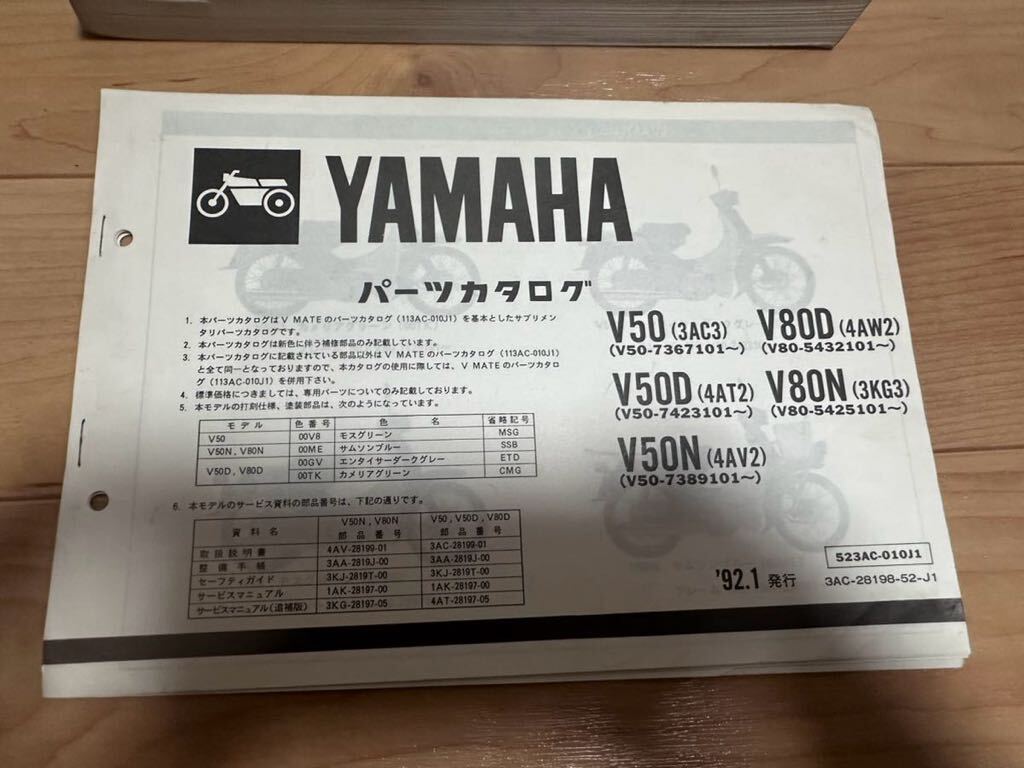 YAMAHA
パーツカタログ
1. 本パーツカタログは V MATE のパーツカタログ (113AC-010J1) を基本としたサプリメン
タリパーツカタログです。
2. 本パーツカタログは新色に伴う補修部品のみ記載しています。
3. 本パーツカタログに記載されている部品以外は V MATE のパーツカタログ (113AC-010J1)
と全て同一となっておりますので、本カタログの使用に際しては、V MATE のパーツカタロ
グ (113AC-010J1) を併用下さい。
4. 標準価格につきましては、専用パーツについてのみ記載しております。
5. 本モデルの打刻仕様、塗装部品は、次のようになっています。
モデル 色番号 色名 省略記号
V50 00V8 モスグリーン MSG
V50N, V80N 00ME サムソンブルー SSB
V50D, V80D 00GV エンタイサーダークグレー ETD
00TK カメリアグリーン CMG
6. 本モデルのサービス資料の部品番号は、下記の通りです。
資料名 V50N, V80N 部品番号 V50, V50D, V80D 部品番号
取扱説明書 4AV-28199-01 3AC-28199-01
整備手帳 3AA-2819J-00 3AA-2819J-00
セーフティガイド 3KJ-2819T-00 3KJ-2819T-00
サービスマニュアル 1AK-28197-00 1AK-28197-00
サービスマニュアル(追補版) 3KG-28197-05 4AT-28197-05
V50 (3AC3)
(V50-7367101~)
V80D (4AW2)
(V80-5432101~)
V50D (4AT2)
(V50-7423101~)
V80N (3KG3)
(V80-5425101~)
V50N (4AV2)
(V50-7389101~)
523AC-010J1
'92.1 発行
3AC-28198-52-J1